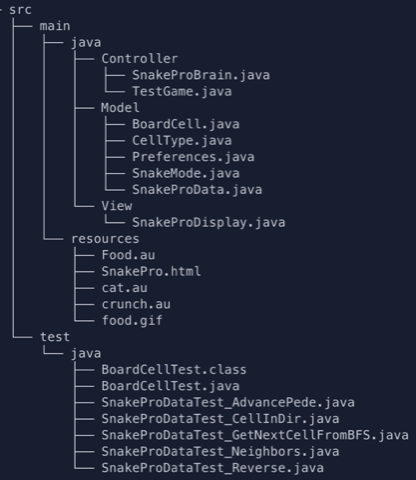 src
main
java
Controller
SnakeProBrain.java
TestGame.java
Model
BoardCell.java
CellType.java
Preferences.java
SnakeMode.java
SnakeProData.java
View
SnakeProDisplay.java
resources
Food.au
SnakePro.html
cat.au
crunch.au
food.gif
test
java
BoardCellTest.class
BoardCellTest.java
SnakeProDataTest_AdvancePede.java
SnakeProDataTest_CellInDir.java
SnakeProDataTest_GetNextCellFromBFS.java
SnakeProDataTest_Neighbors.java
SnakeProDataTest_Reverse.java